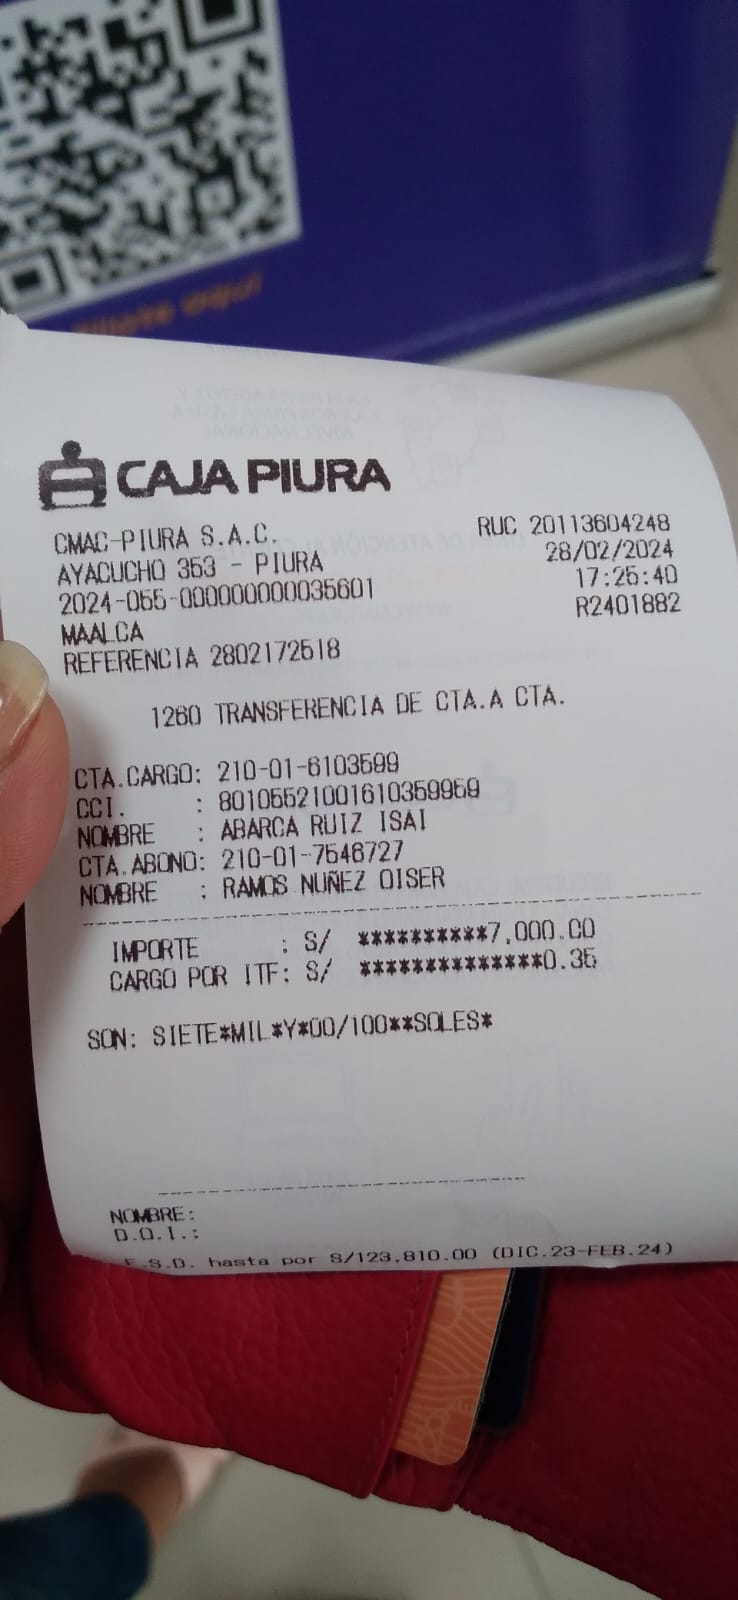 CAJA PIURA
CMAC-PIURA S.A.C. RUC 20113604248
AYACUCHO 353 - PIURA 28/02/2024
2024-055-000000000035601 17:25:40
MAALCA R2401882
REFERENCIA 2802172518
1260 TRANSFERENCIA DE CTA.A CTA.
CTA.CARGO: 210-01-6103599
CCI. : 80105521001610359959
NOMBRE : ABARCA RUIZ ISAI
CTA.ABONO: 210-01-7546727
NOMBRE : RAMOS NUÑEZ OISER
IMPORTE : S/ **********7,000.00
CARGO POR ITF: S/ **************0.35
SON: SIETE*MIL*Y*00/100**SOLES*
NOMBRE:
D.O.I.:
F.S.D. hasta por S/123,810.00 (DIC.23-FEB.24)